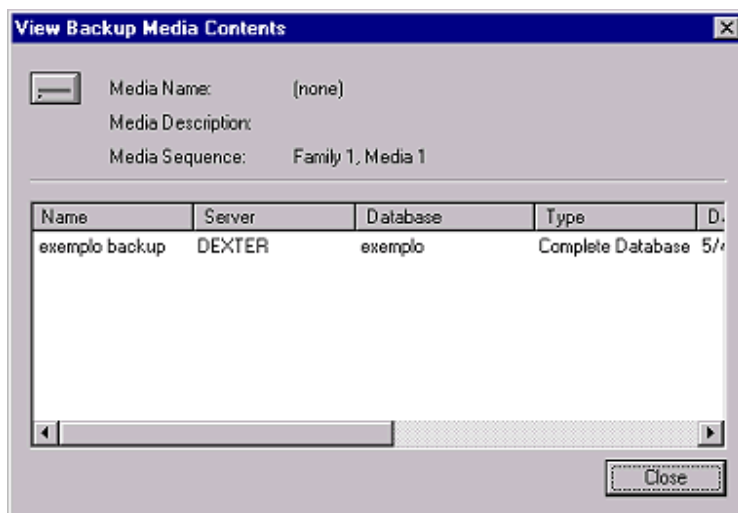 View Backup Media Contents
Media Name: (none)
Media Description:
Media Sequence: Family 1, Media 1
Name Server Database Type D
exemplo backup DEXTER exemplo Complete Database 5/
Close